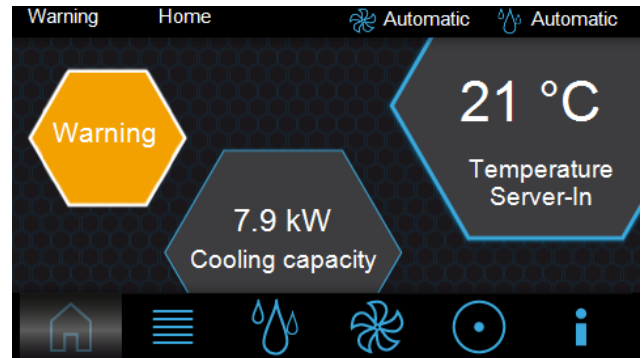 Warning Home Automatic Automatic
Warning
21 °C
Temperature
Server-In
7.9 kW
Cooling capacity